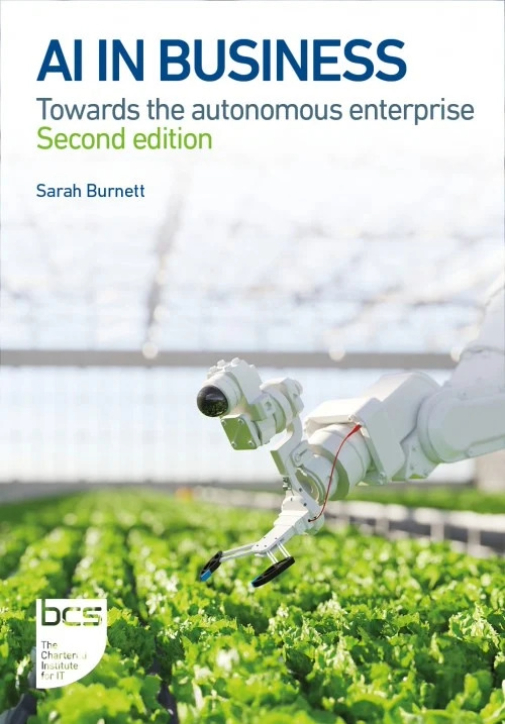 AI IN BUSINESS
Towards the autonomous enterprise
Second edition
Sarah Burnett
bcs
The
Chartered
Institute
for IT